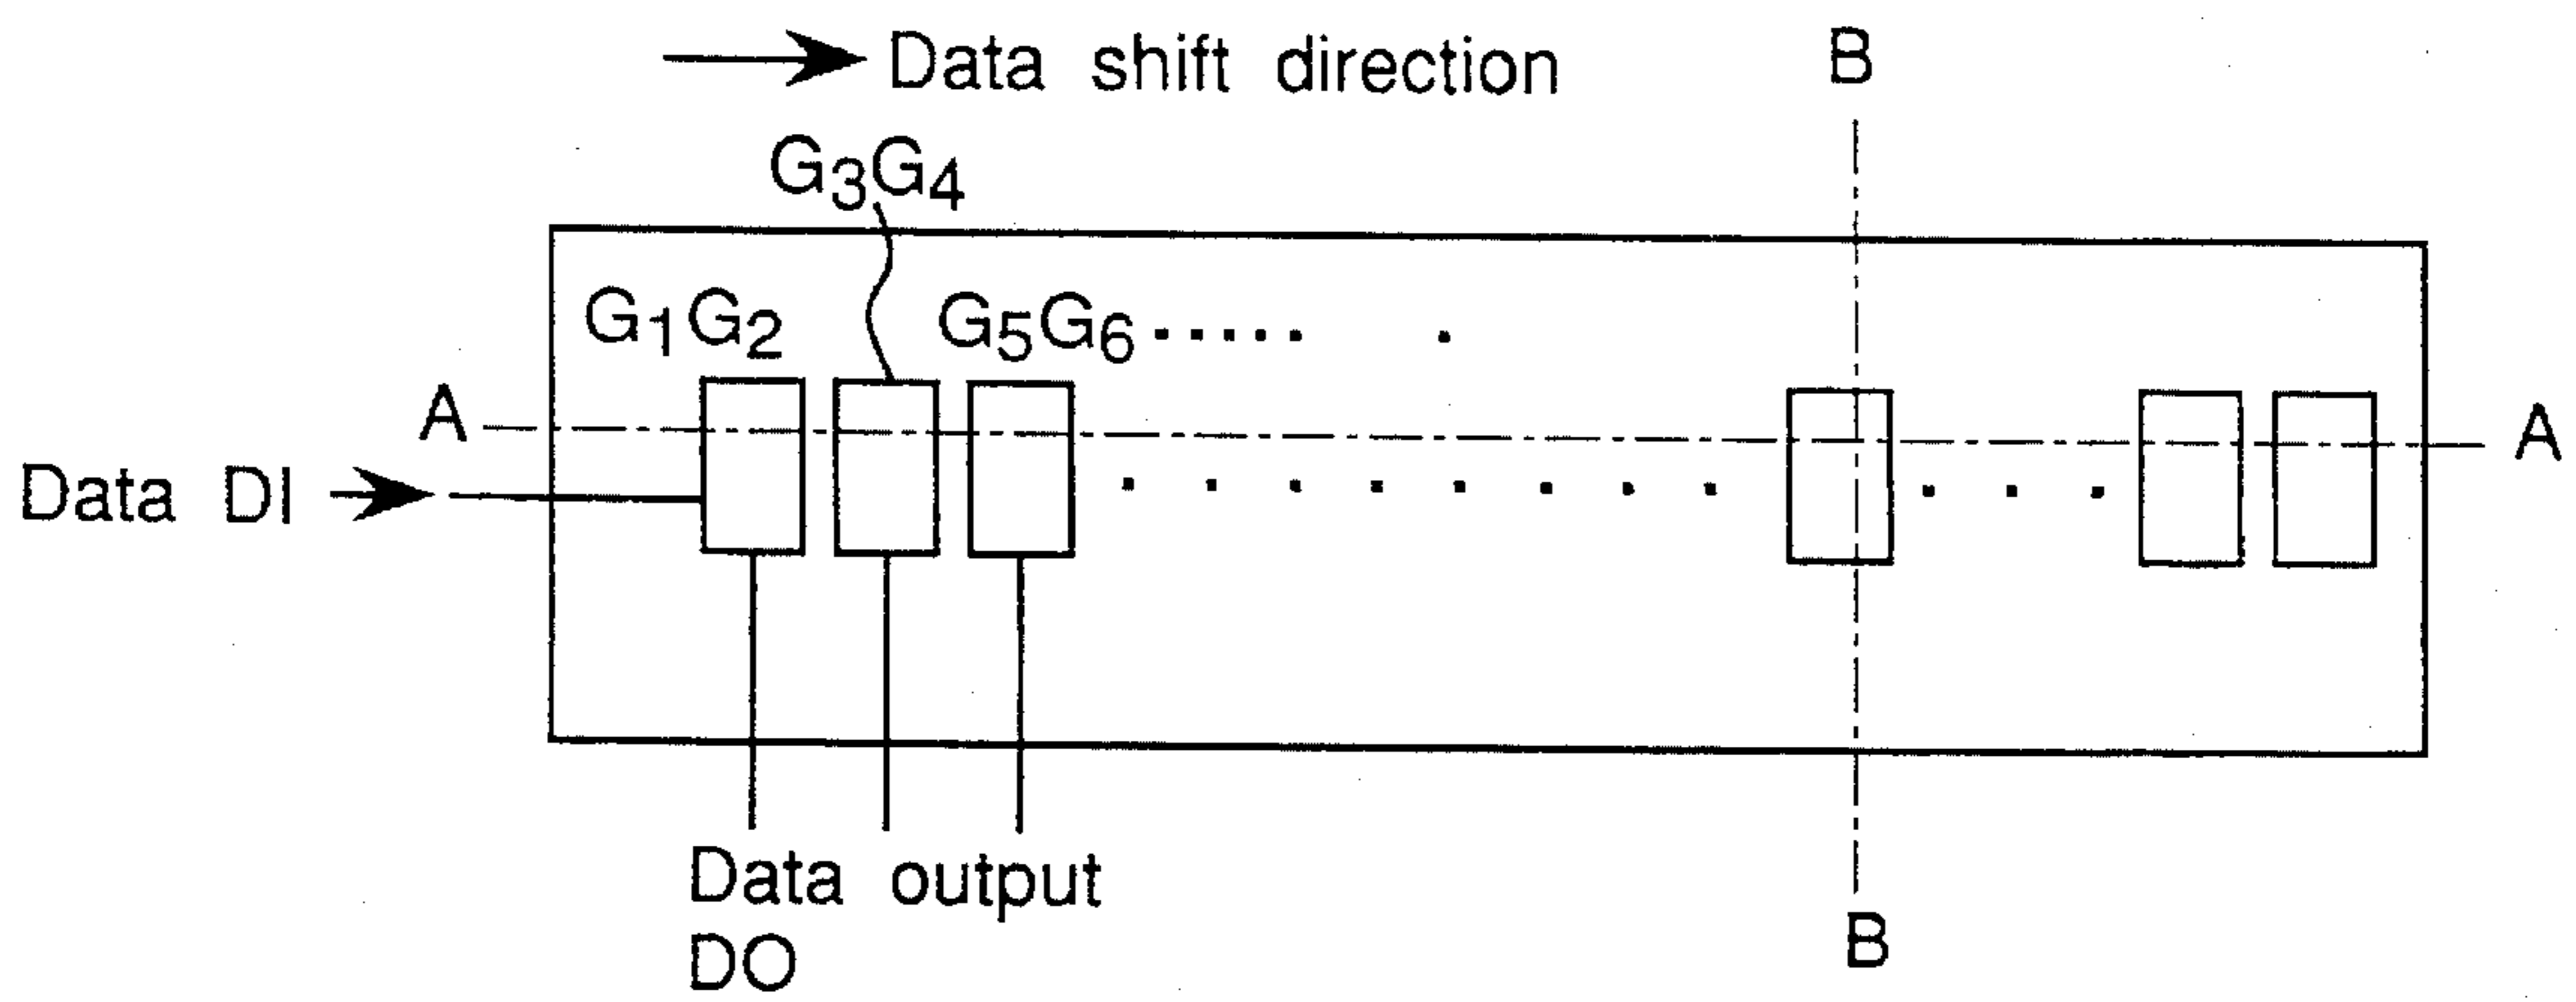 Data shift direction
B
G3G4
G1G2
G5G6.....
A
A
Data DI
Data output
DO
B